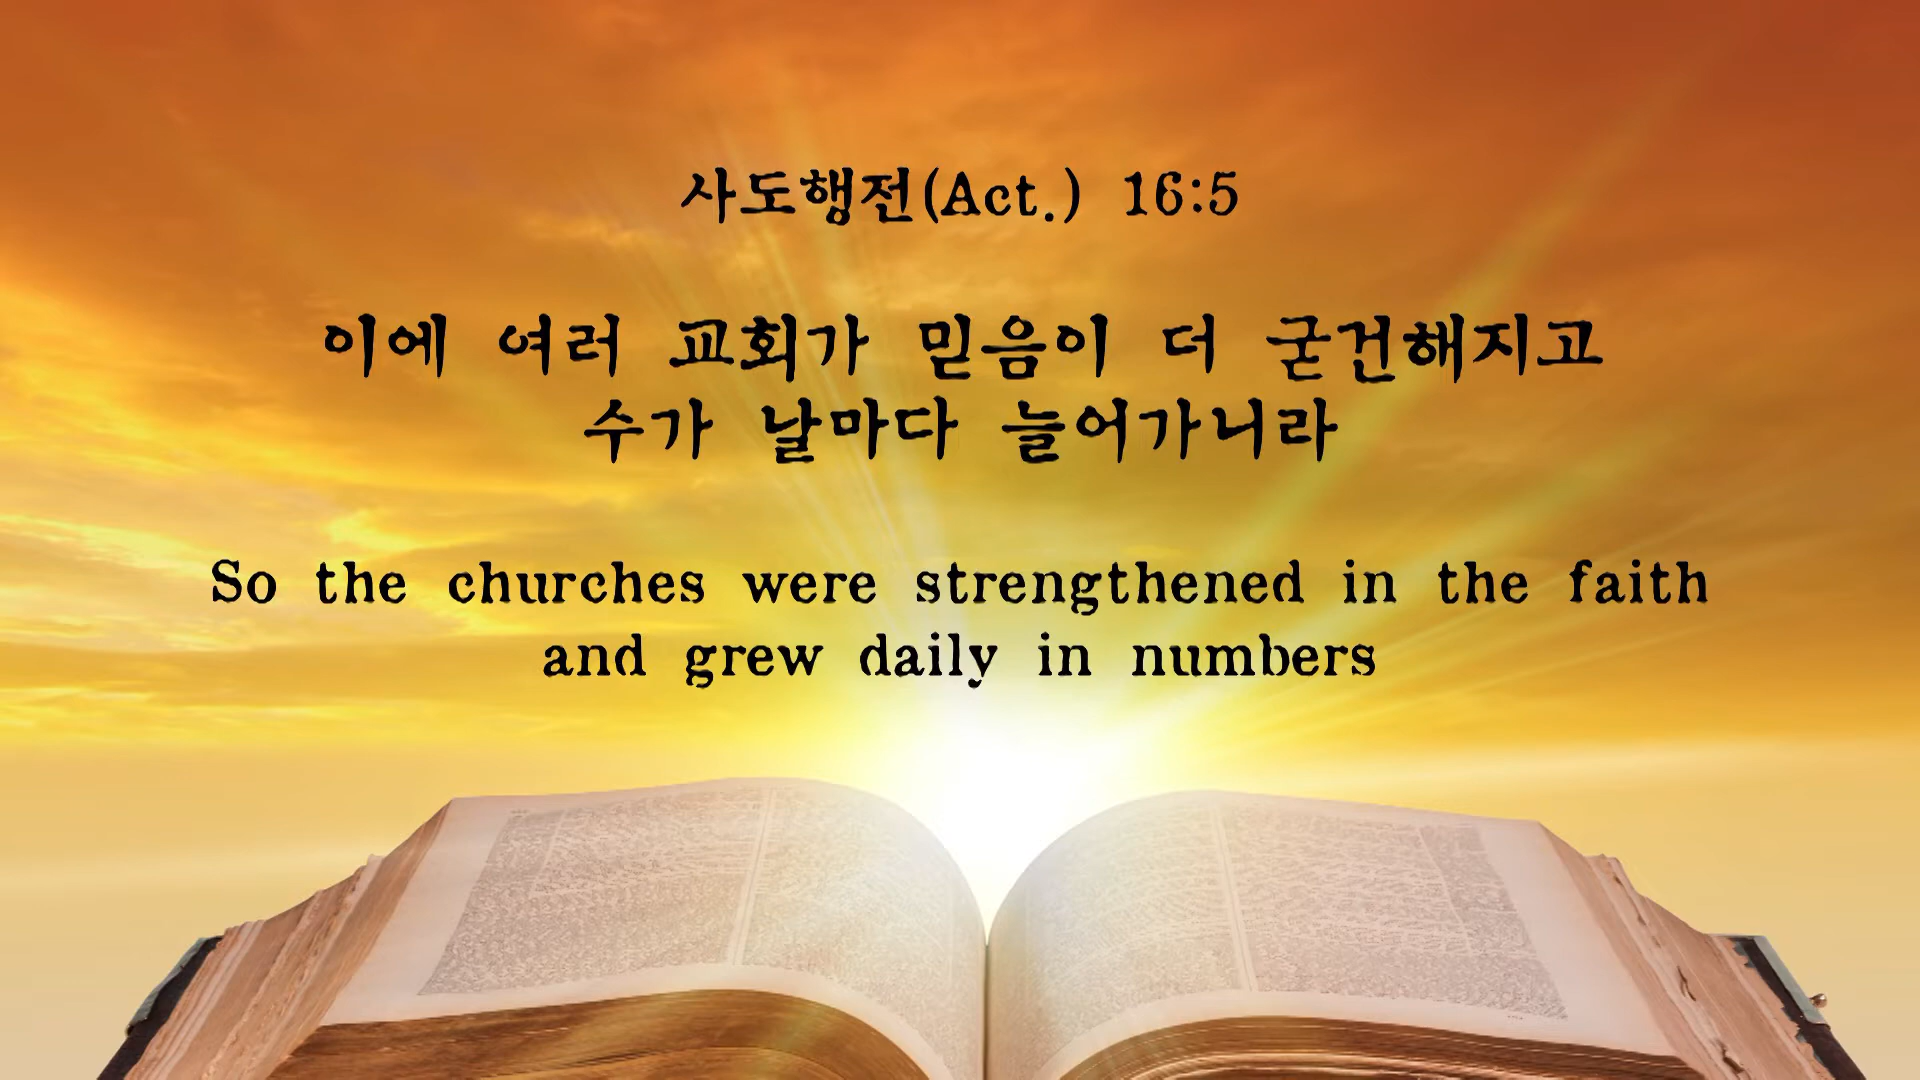 사도행전(Act.) 16:5
이에 여러 교회가 믿음이 더 굳건해지고
수가 날마다 늘어가니라
So the churches were strengthened in the faith
and grew daily in numbers